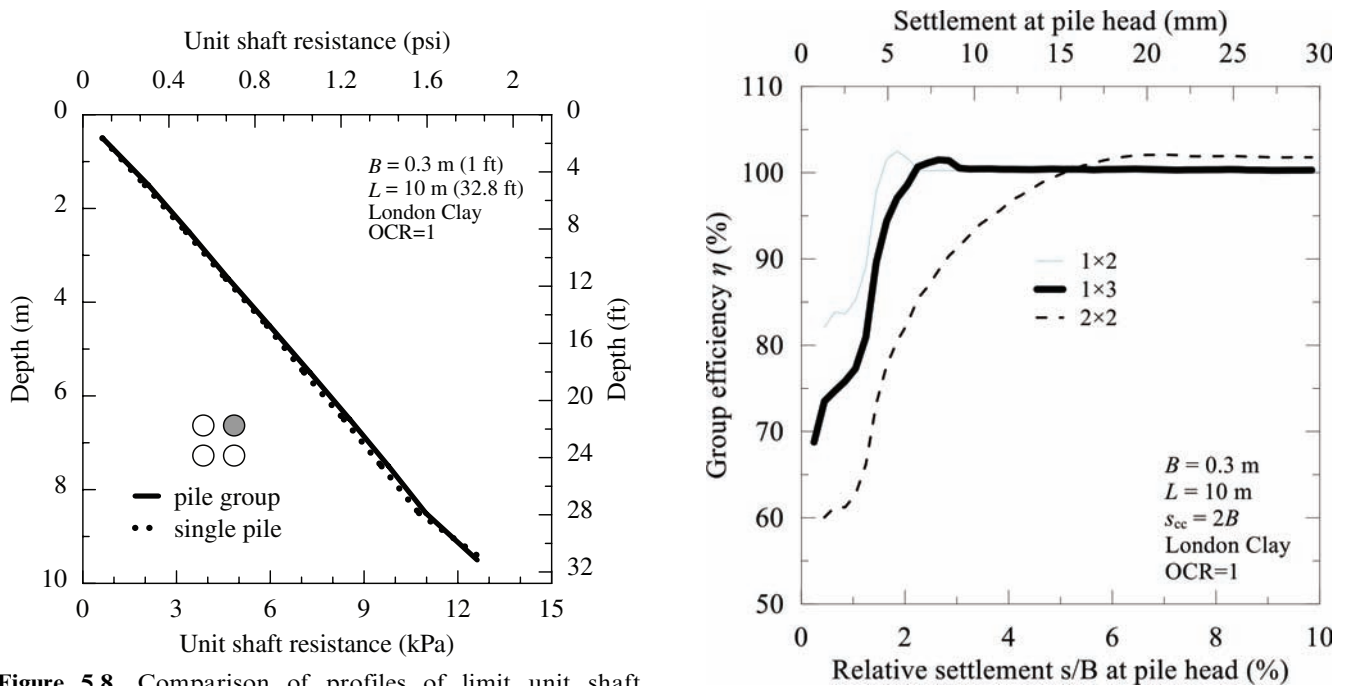 Unit shaft resistance (psi)
0 0.4 0.8 1.2 1.6 2
0
2
4
6
8
10
Depth (m)
0
4
8
12
16
20
24
28
32
Depth (ft)
B = 0.3 m (1 ft)
L = 10 m (32.8 ft)
London Clay
OCR=1
pile group
single pile
0 3 6 9 12 15
Unit shaft resistance (kPa)
Figure 5.8 Comparison of profiles of limit unit shaft
Settlement at pile head (mm)
0 5 10 15 20 25 30
110
100
90
80
70
60
50
Group efficiency η (%)
1×2
1×3
2×2
B = 0.3 m
L = 10 m
scc = 2B
London Clay
OCR=1
0 2 4 6 8 10
Relative settlement s/B at pile head (%)